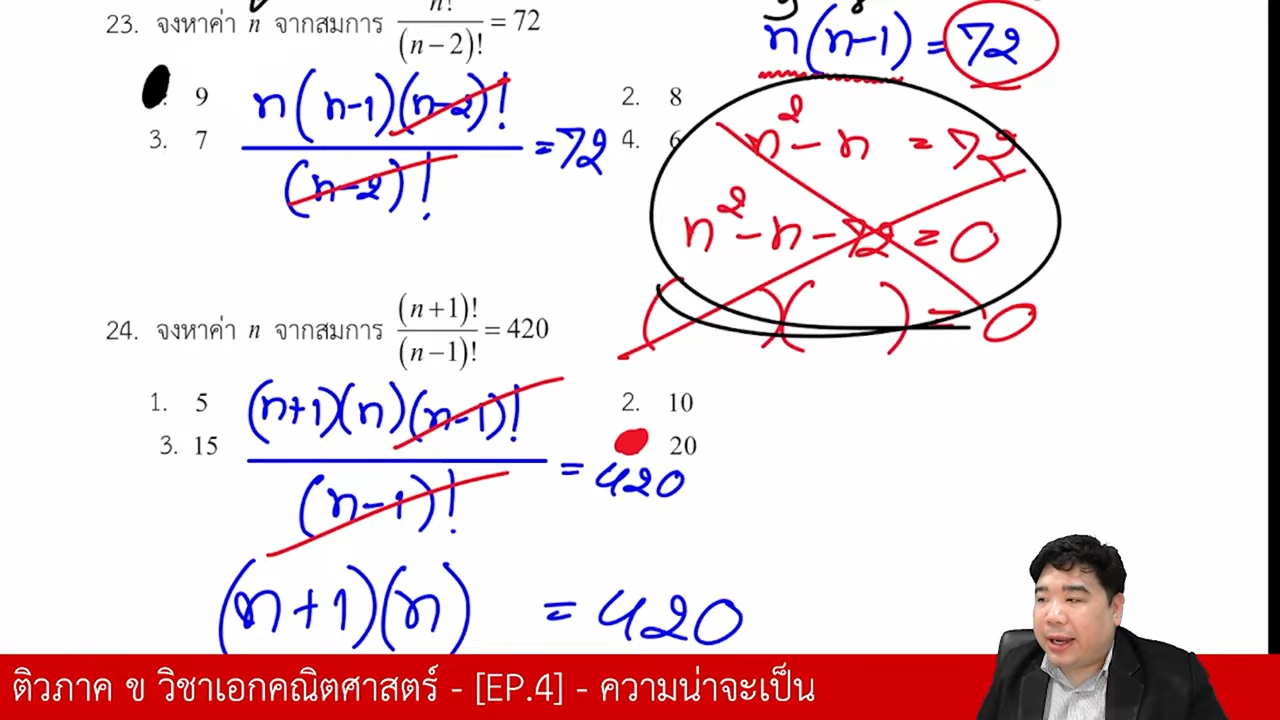 23. จงหาค่า n จากสมการ n!/(n−2)! = 72
9
2. 8
3. 7
4. 6
n(n-1)(n-2)!/(n-2)! = 72
n(n-1) = 72
n² - n = 72
n² - n - 72 = 0
( )( ) = 0
24. จงหาค่า n จากสมการ (n+1)!/(n−1)! = 420
1. 5
2. 10
3. 15
20
(n+1)(n)(n-1)!/(n-1)! = 420
(n+1)(n) = 420
ติวภาค ข วิชาเอกคณิตศาสตร์ - [EP.4] - ความน่าจะเป็น